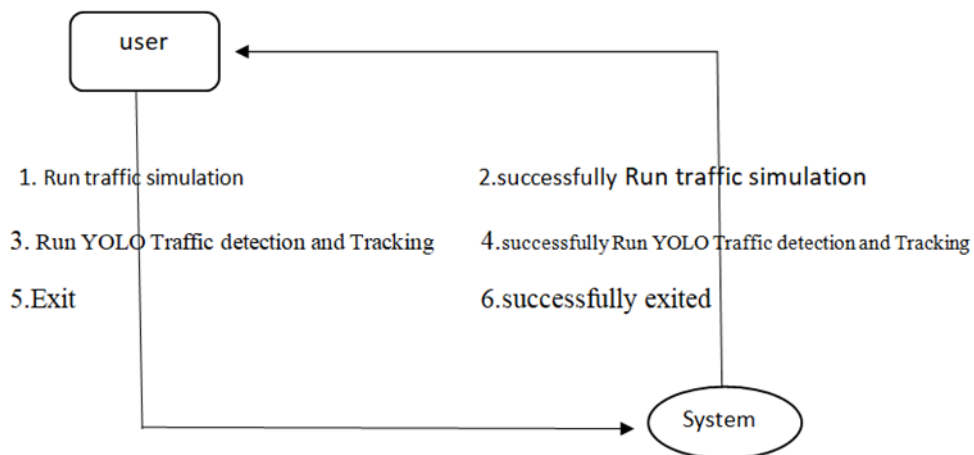 user
1. Run traffic simulation
2.successfully Run traffic simulation
3. Run YOLO Traffic detection and Tracking
4.successfully Run YOLO Traffic detection and Tracking
5.Exit
6.successfully exited
System